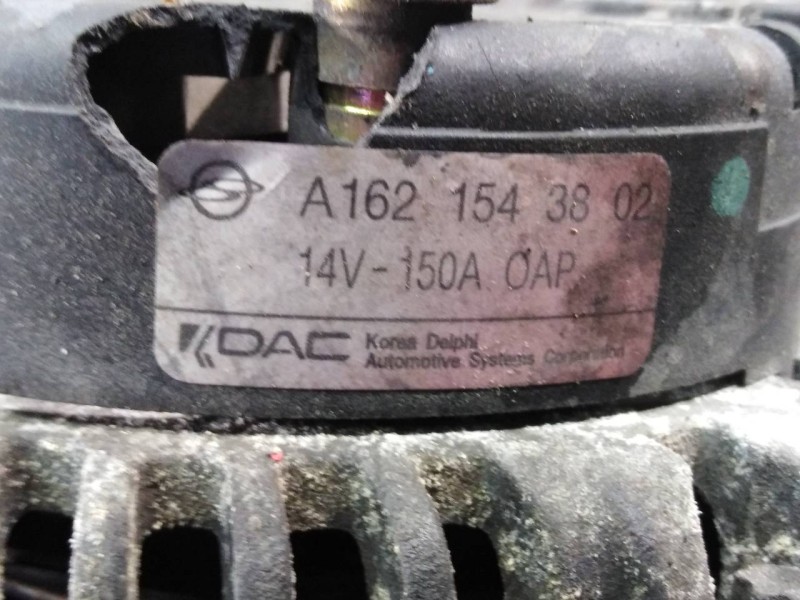 A162 154 38 02
14V-150A OAP
KDAC Korea Delphi
Automotive Systems Corporation